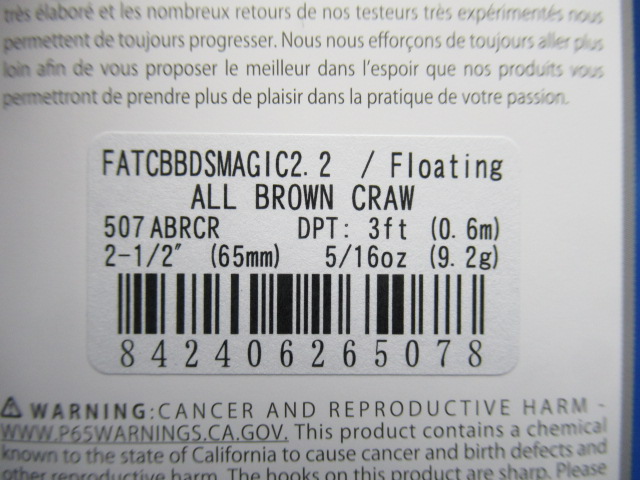 très élaboré et les nombreux retours de nos testeurs très expérimentés nous
permettent de toujours progresser. Nous nous efforçons de toujours aller plus
loin afin de vous proposer le meilleur dans l'espoir que nos produits vous
permettront de prendre plus de plaisir dans la pratique de votre passion.
FATCBBDSMAGIC2.2 / Floating
ALL BROWN CRAW
507ABRCR DPT: 3ft (0.6m)
2-1/2" (65mm) 5/16oz (9.2g)
842406265078
⚠ WARNING:CANCER AND REPRODUCTIVE HARM -
WWW.P65WARNINGS.CA.GOV. This product contains a chemical
known to the state of California to cause cancer and birth defects and
other reproductive harm. The hooks on this product are sharp. Please